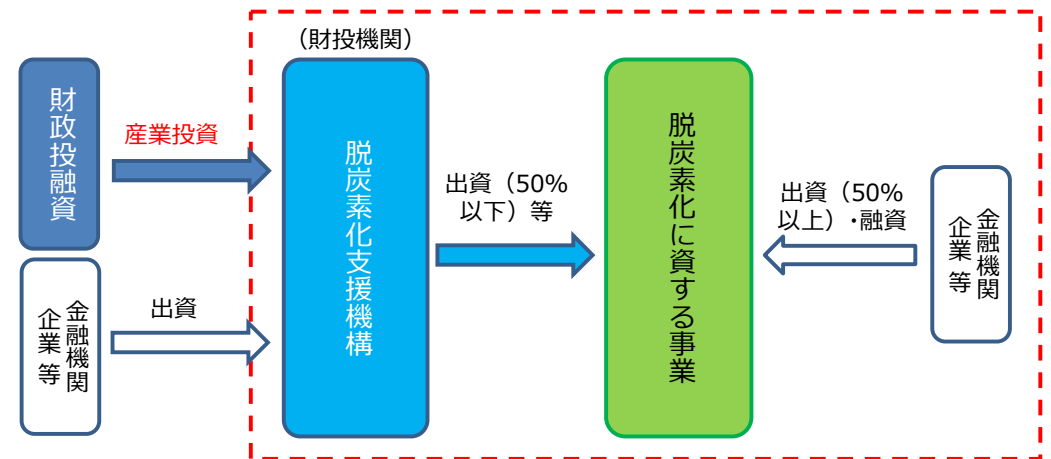 （財投機関）
財政投融資
産業投資
金融機関
企業等
出資
脱炭素化支援機構
出資（50%
以下）等
脱炭素化に資する事業
出資（50%
以上）・融資
金融機関
企業等